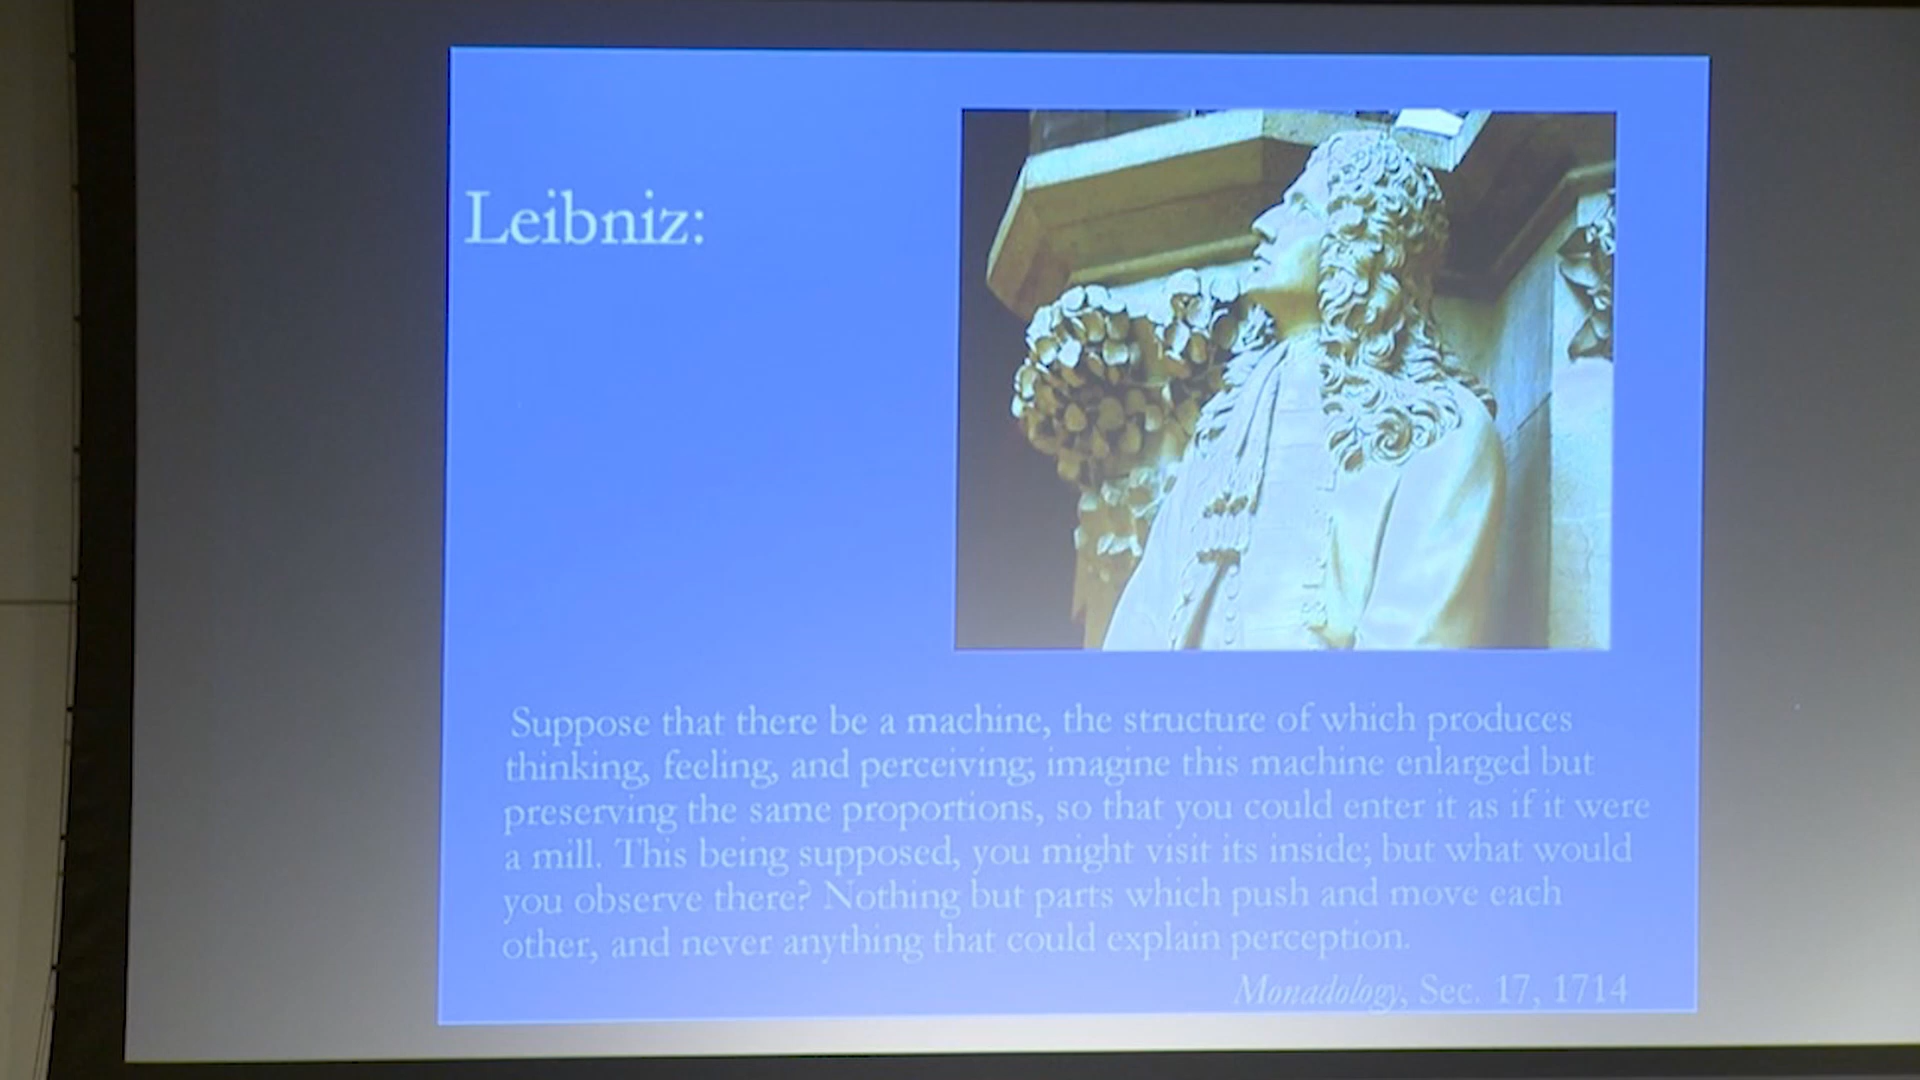 Leibniz:
Suppose that there be a machine, the structure of which produces
thinking, feeling, and perceiving; imagine this machine enlarged but
preserving the same proportions, so that you could enter it as if it were
a mill. This being supposed, you might visit its inside; but what would
you observe there? Nothing but parts which push and move each
other, and never anything that could explain perception.
Monadology, Sec. 17, 1714